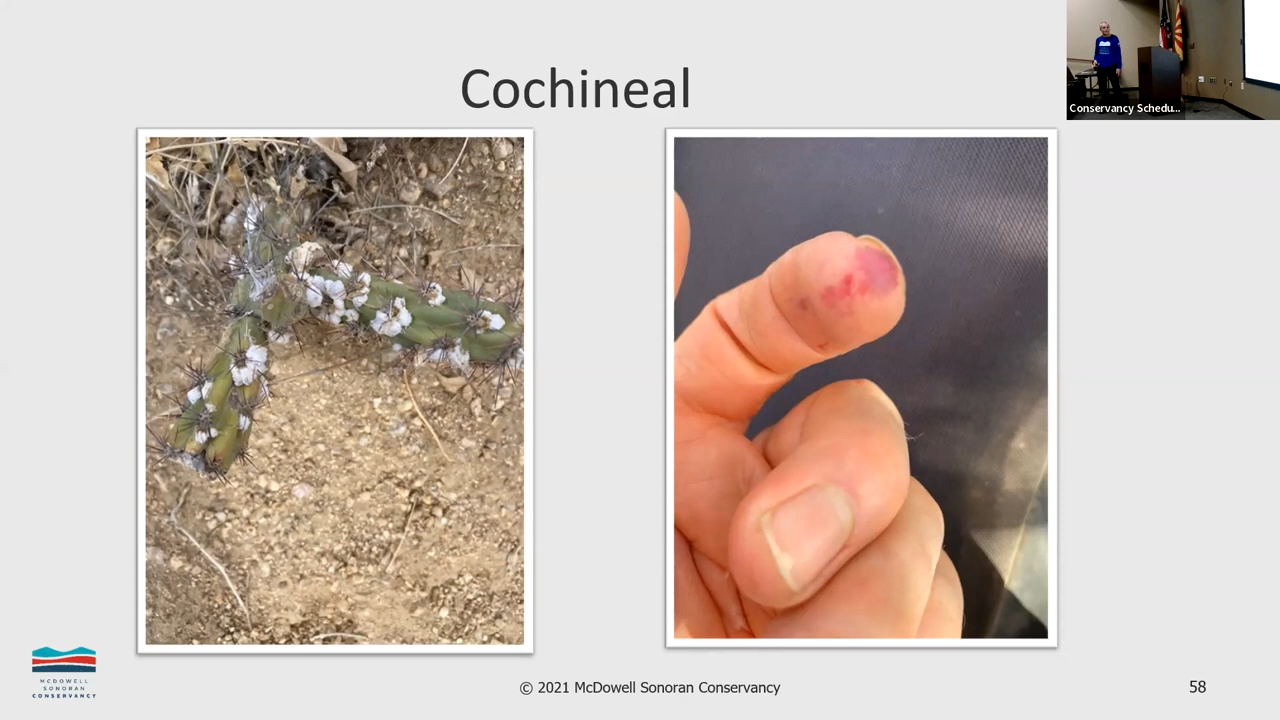 Cochineal
Conservancy Schedu...
MCDOWELL
SONORAN
CONSERVANCY
© 2021 McDowell Sonoran Conservancy
58